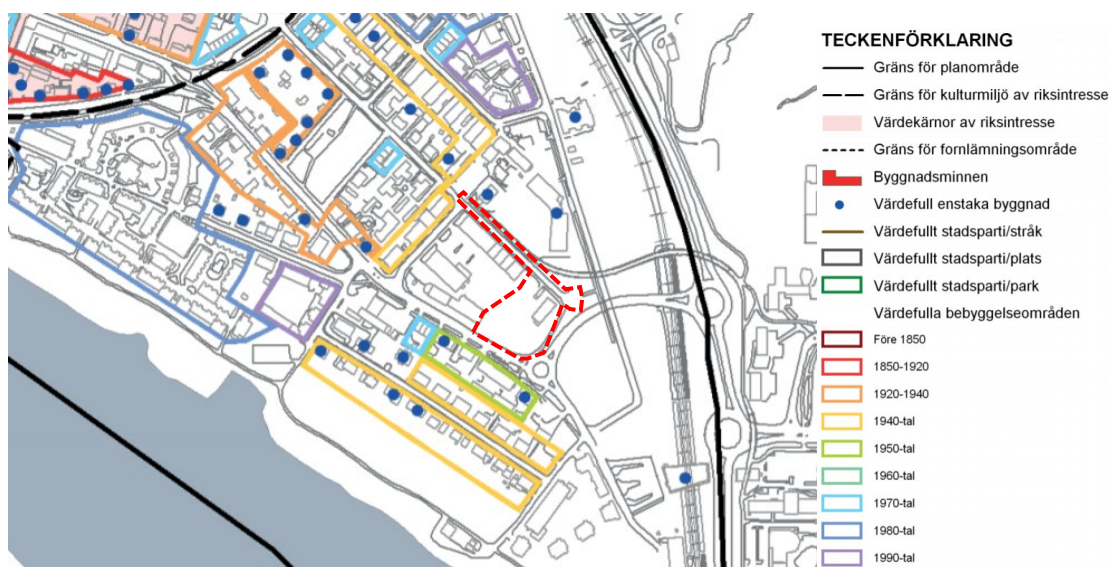 TECKENFÖRKLARING
Gräns för planområde
Gräns för kulturmiljö av riksintresse
Värdekärnor av riksintresse
Gräns för fornlämningsområde
Byggnadsminnen
Värdefull enstaka byggnad
Värdefullt stadsparti/stråk
Värdefullt stadsparti/plats
Värdefullt stadsparti/park
Värdefulla bebyggelseområden
Före 1850
1850-1920
1920-1940
1940-tal
1950-tal
1960-tal
1970-tal
1980-tal
1990-tal